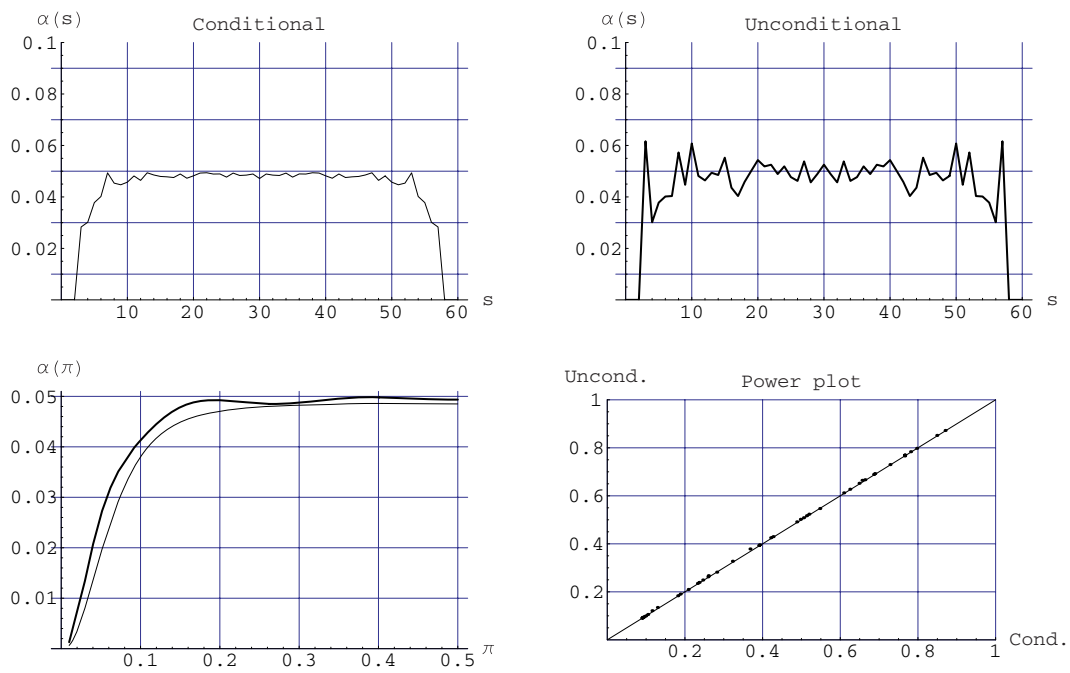 α(s) Conditional
0.1
0.08
0.06
0.04
0.02
10 20 30 40 50 60 s
α(s) Unconditional
0.1
0.08
0.06
0.04
0.02
10 20 30 40 50 60 s
α(π)
0.05
0.04
0.03
0.02
0.01
0.1 0.2 0.3 0.4 0.5 π
Uncond. Power plot
1
0.8
0.6
0.4
0.2
0.2 0.4 0.6 0.8 1 Cond.